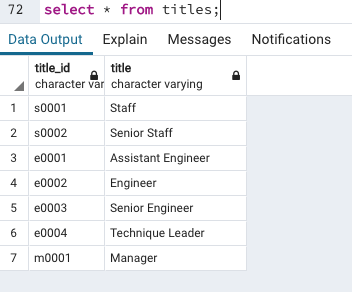 72 select * from titles;
Data Output Explain Messages Notifications
title_id title
character var character varying
1 s0001 Staff
2 s0002 Senior Staff
3 e0001 Assistant Engineer
4 e0002 Engineer
5 e0003 Senior Engineer
6 e0004 Technique Leader
7 m0001 Manager